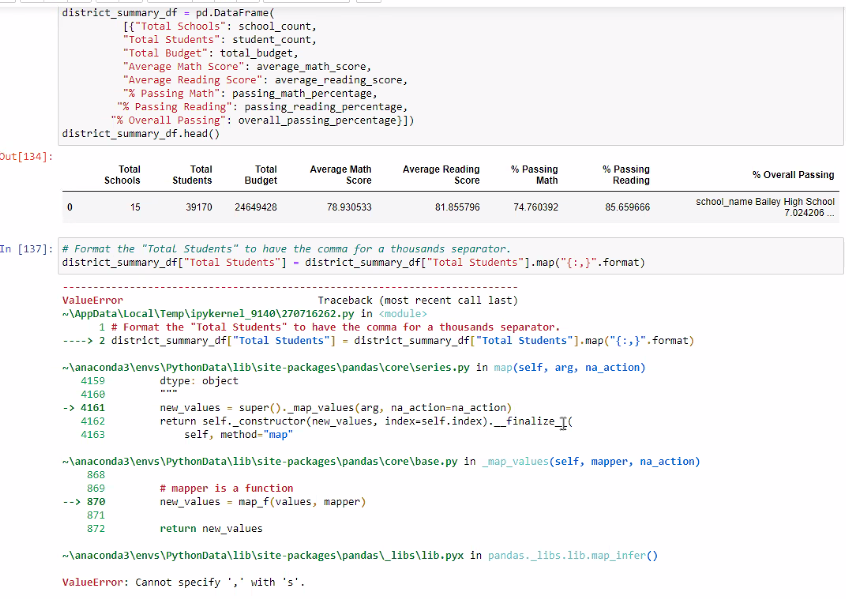 district_summary_df = pd.DataFrame(
[{"Total Schools": school_count,
"Total Students": student_count,
"Total Budget": total_budget,
"Average Math Score": average_math_score,
"Average Reading Score": average_reading_score,
"% Passing Math": passing_math_percentage,
"% Passing Reading": passing_reading_percentage,
"% Overall Passing": overall_passing_percentage}])
district_summary_df.head()
Out[134]:
Total Schools Total Students Total Budget Average Math Score Average Reading Score % Passing Math % Passing Reading % Overall Passing
0 15 39170 24649428 78.930533 81.855796 74.760392 85.659666 school_name Bailey High School 7.024206 ...
In [137]: # Format the "Total Students" to have the comma for a thousands separator.
district_summary_df["Total Students"] = district_summary_df["Total Students"].map("{:,}".format)
---------------------------------------------------------------------------
ValueError Traceback (most recent call last)
~\AppData\Local\Temp\ipykernel_9140\270716262.py in <module>
1 # Format the "Total Students" to have the comma for a thousands separator.
----> 2 district_summary_df["Total Students"] = district_summary_df["Total Students"].map("{:,}".format)
~\anaconda3\envs\PythonData\lib\site-packages\pandas\core\series.py in map(self, arg, na_action)
4159 dtype: object
4160 """
-> 4161 new_values = super()._map_values(arg, na_action=na_action)
4162 return self._constructor(new_values, index=self.index).__finalize__(
4163 self, method="map"
~\anaconda3\envs\PythonData\lib\site-packages\pandas\core\base.py in _map_values(self, mapper, na_action)
868
869 # mapper is a function
--> 870 new_values = map_f(values, mapper)
871
872 return new_values
~\anaconda3\envs\PythonData\lib\site-packages\pandas\_libs\lib.pyx in pandas._libs.lib.map_infer()
ValueError: Cannot specify ',' with 's'.